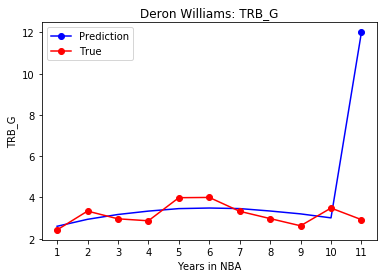 Deron Williams: TRB_G
Prediction
True
12
10
8
6
4
2
TRB_G
1 2 3 4 5 6 7 8 9 10 11
Years in NBA